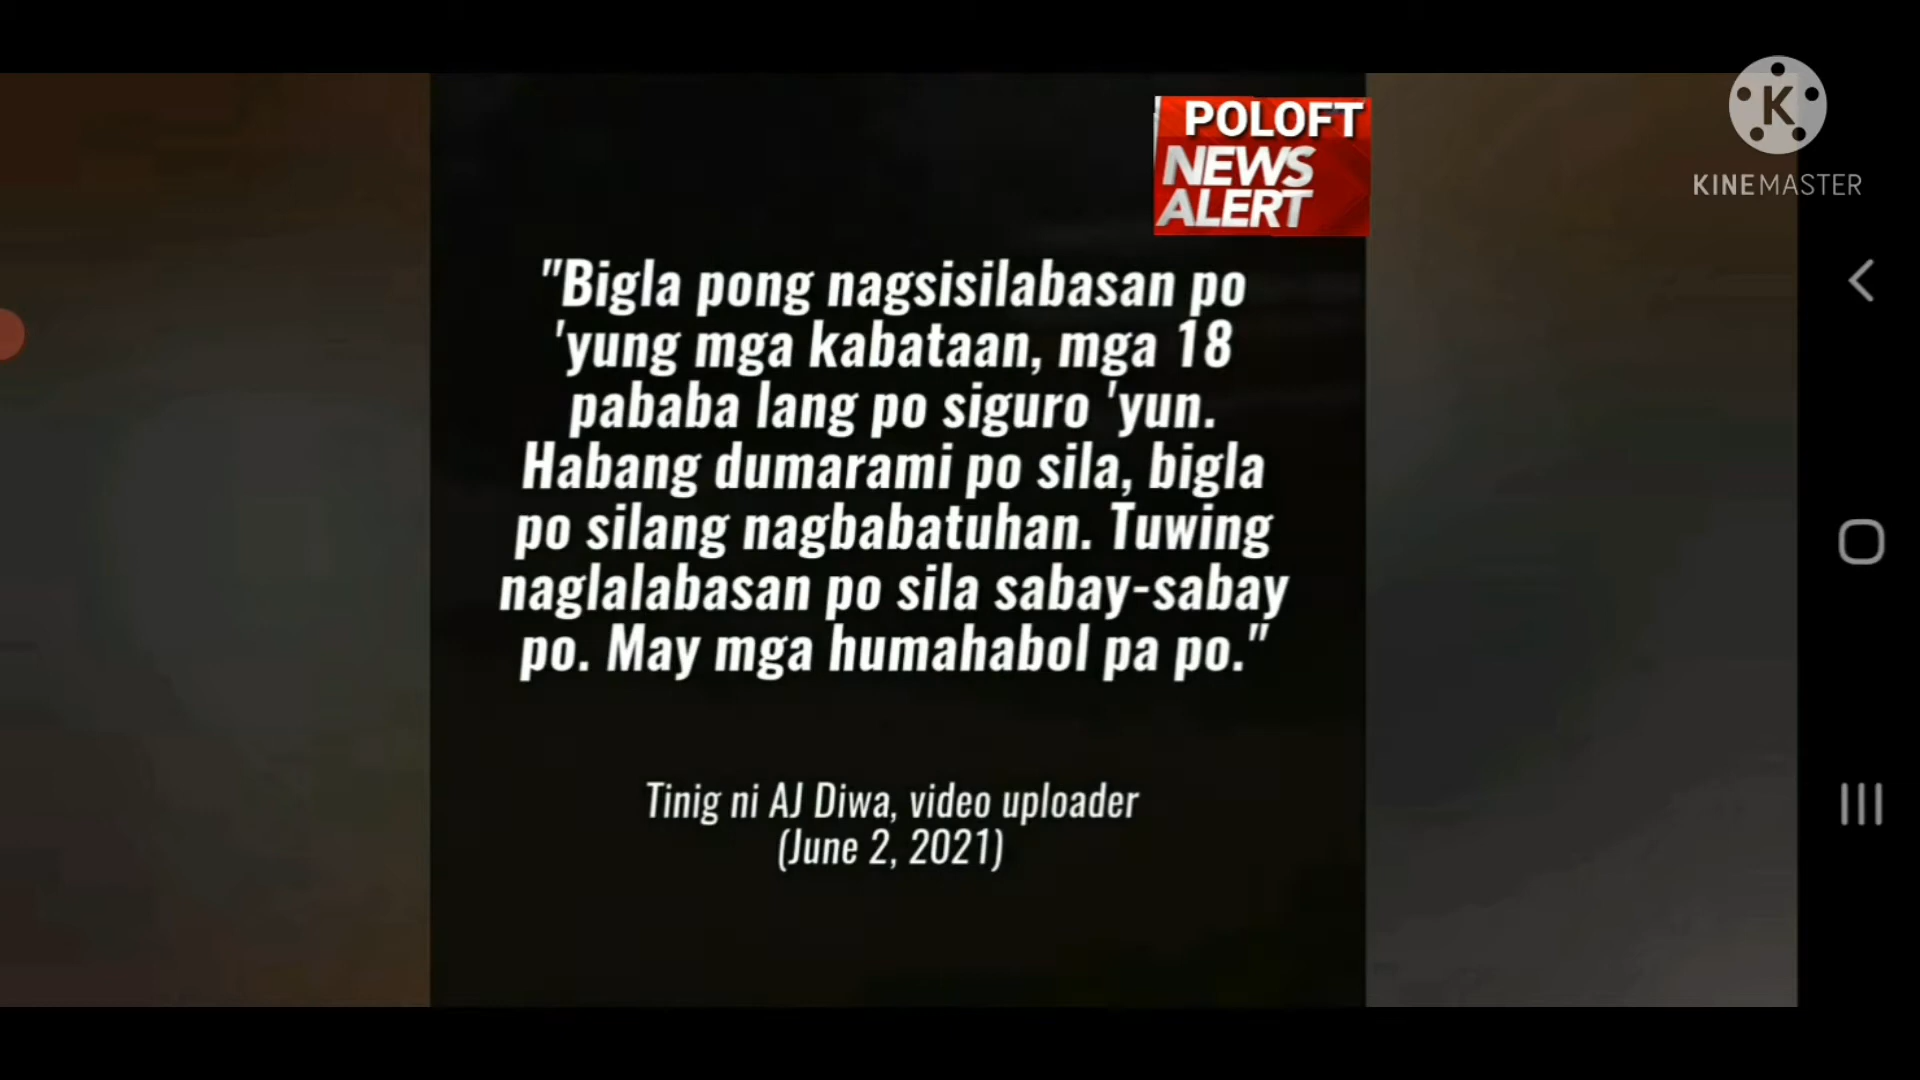 POLOFT
NEWS
ALERT
K
KINEMASTER
"Bigla pong nagsisilabasan po
'yung mga kabataan, mga 18
pababa lang po siguro 'yun.
Habang dumarami po sila, bigla
po silang nagbabatuhan. Tuwing
naglalabasan po sila sabay-sabay
po. May mga humahabol pa po."
Tinig ni AJ Diwa, video uploader
(June 2, 2021)